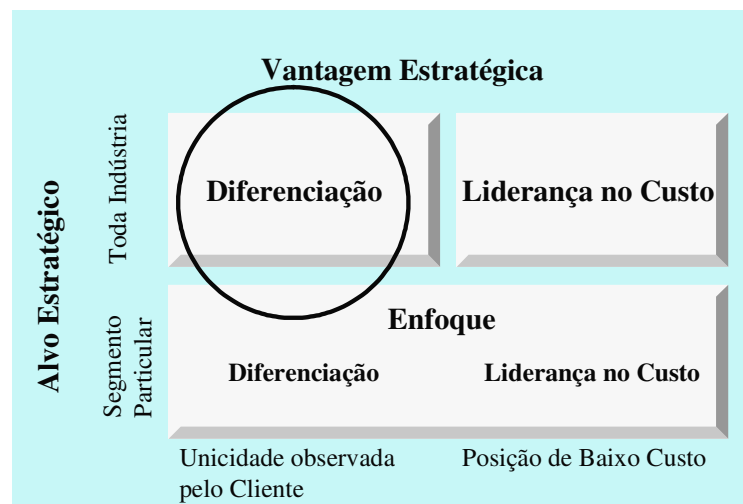 Vantagem Estratégica
Alvo Estratégico
Toda Indústria
Diferenciação
Liderança no Custo
Segmento
Particular
Enfoque
Diferenciação
Liderança no Custo
Unicidade observada
pelo Cliente
Posição de Baixo Custo